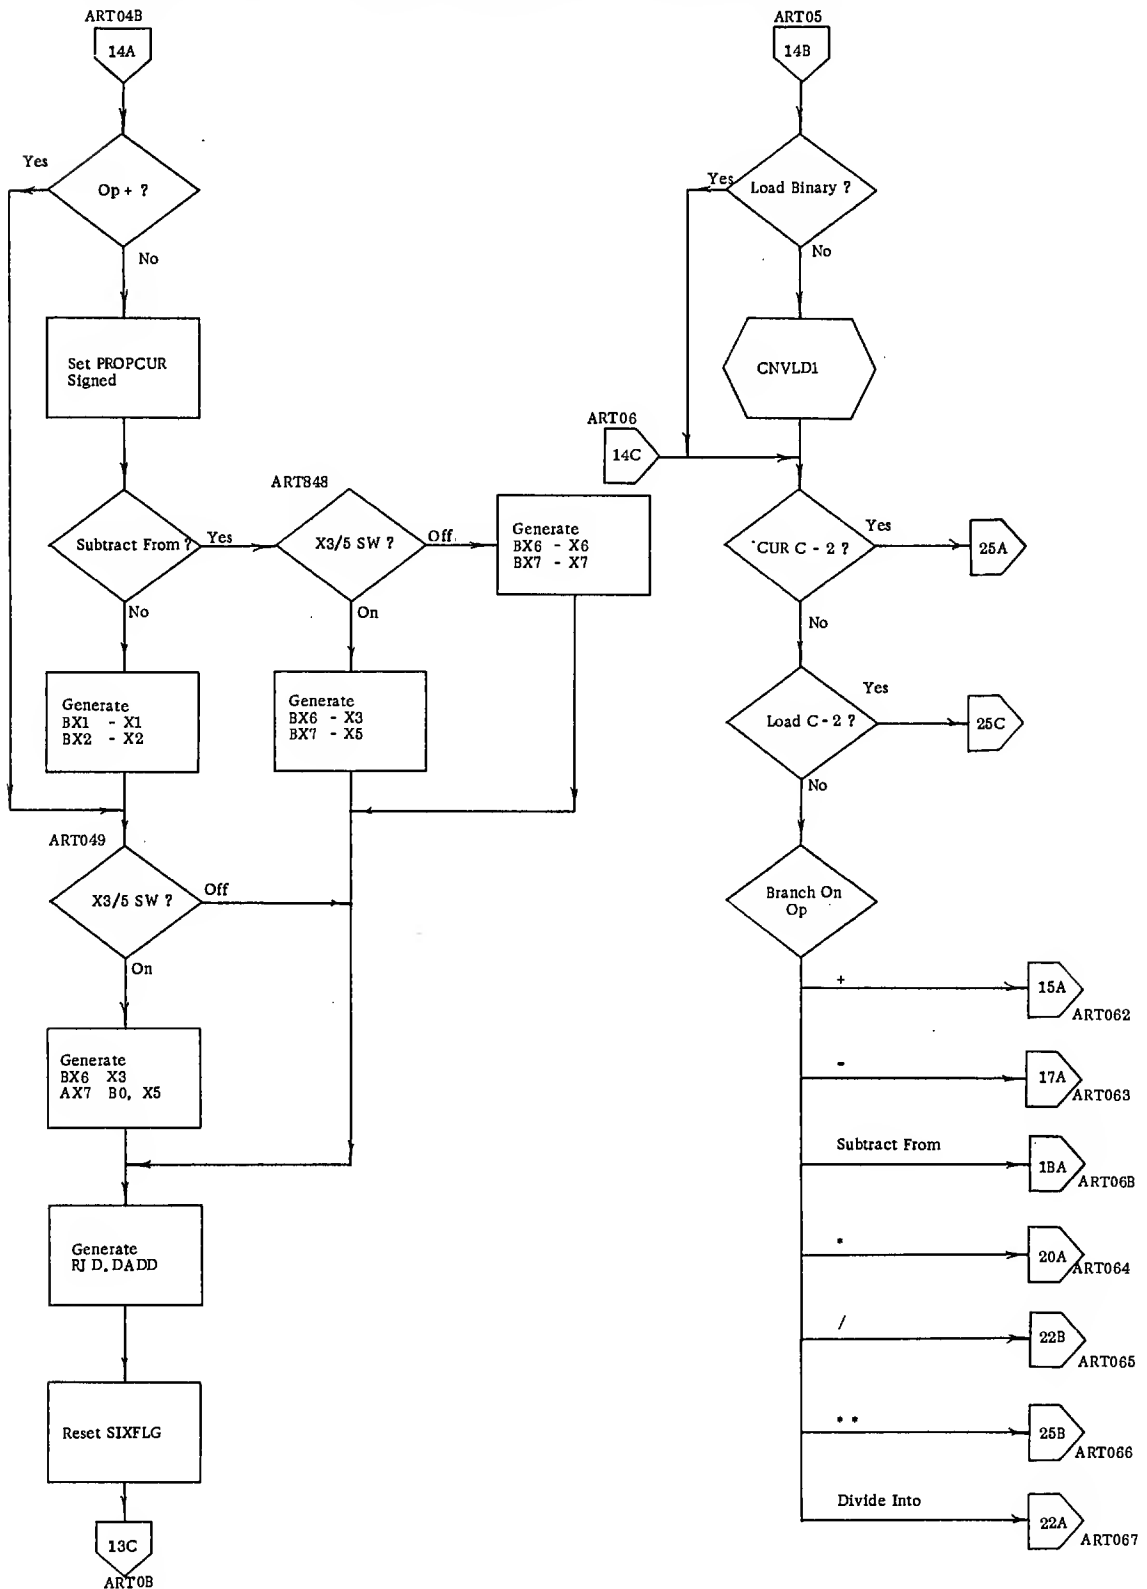 ART04B
14A
Yes
Op + ?
No
Set PROPCUR
Signed
Subtract From ?
Yes
ART848
X3/5 SW ?
Off
Generate
BX6 - X6
BX7 - X7
No
On
Generate
BX1 - X1
BX2 - X2
Generate
BX6 - X3
BX7 - X5
ART049
X3/5 SW ?
Off
On
Generate
BX6 X3
AX7 B0, X5
Generate
RJ D.DADD
Reset SIXFLG
13C
ART0B
ART05
14B
Yes
Load Binary ?
No
CNVLD1
ART06
14C
CUR C - 2 ?
Yes
25A
No
Load C - 2 ?
Yes
25C
No
Branch On
Op
+
15A
ART062
-
17A
ART063
Subtract From
1BA
ART06B
*
20A
ART064
/
22B
ART065
* *
25B
ART066
Divide Into
22A
ART067